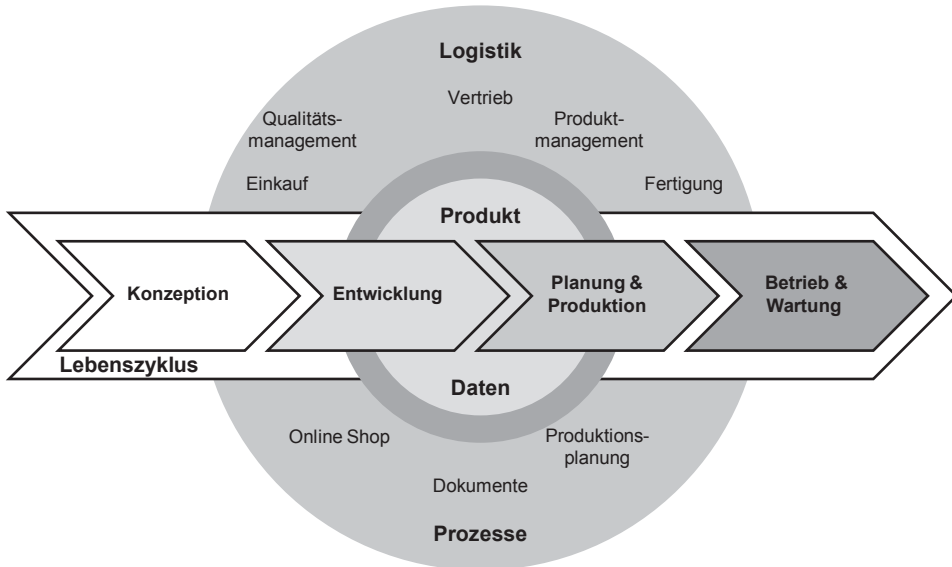 Logistik
Vertrieb
Qualitäts-
management
Produkt-
management
Einkauf
Fertigung
Produkt
Konzeption
Entwicklung
Planung &
Produktion
Betrieb &
Wartung
Lebenszyklus
Daten
Online Shop
Produktions-
planung
Dokumente
Prozesse